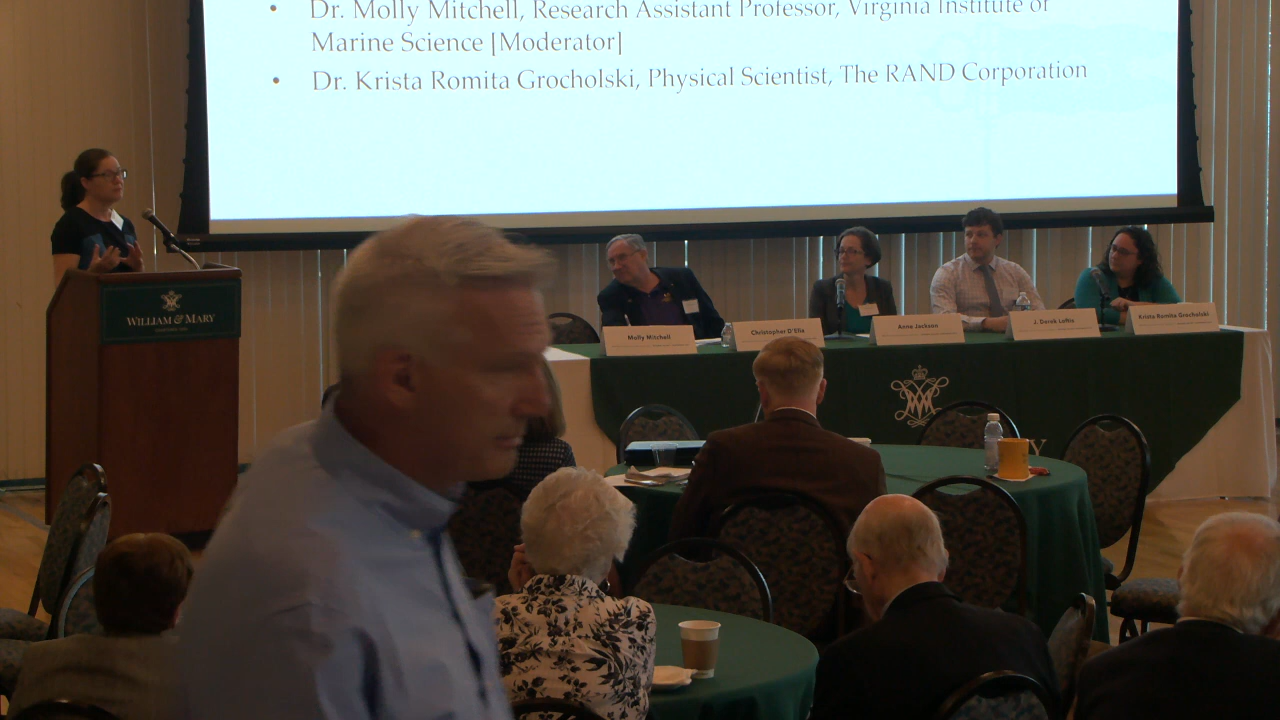 • Dr. Molly Mitchell, Research Assistant Professor, Virginia Institute of
Marine Science [Moderator]
• Dr. Krista Romita Grocholski, Physical Scientist, The RAND Corporation
WILLIAM & MARY
Molly Mitchell
Christopher D'Elia
Anne Jackson
J. Derek Loftis
Krista Romita Grocholski
Y